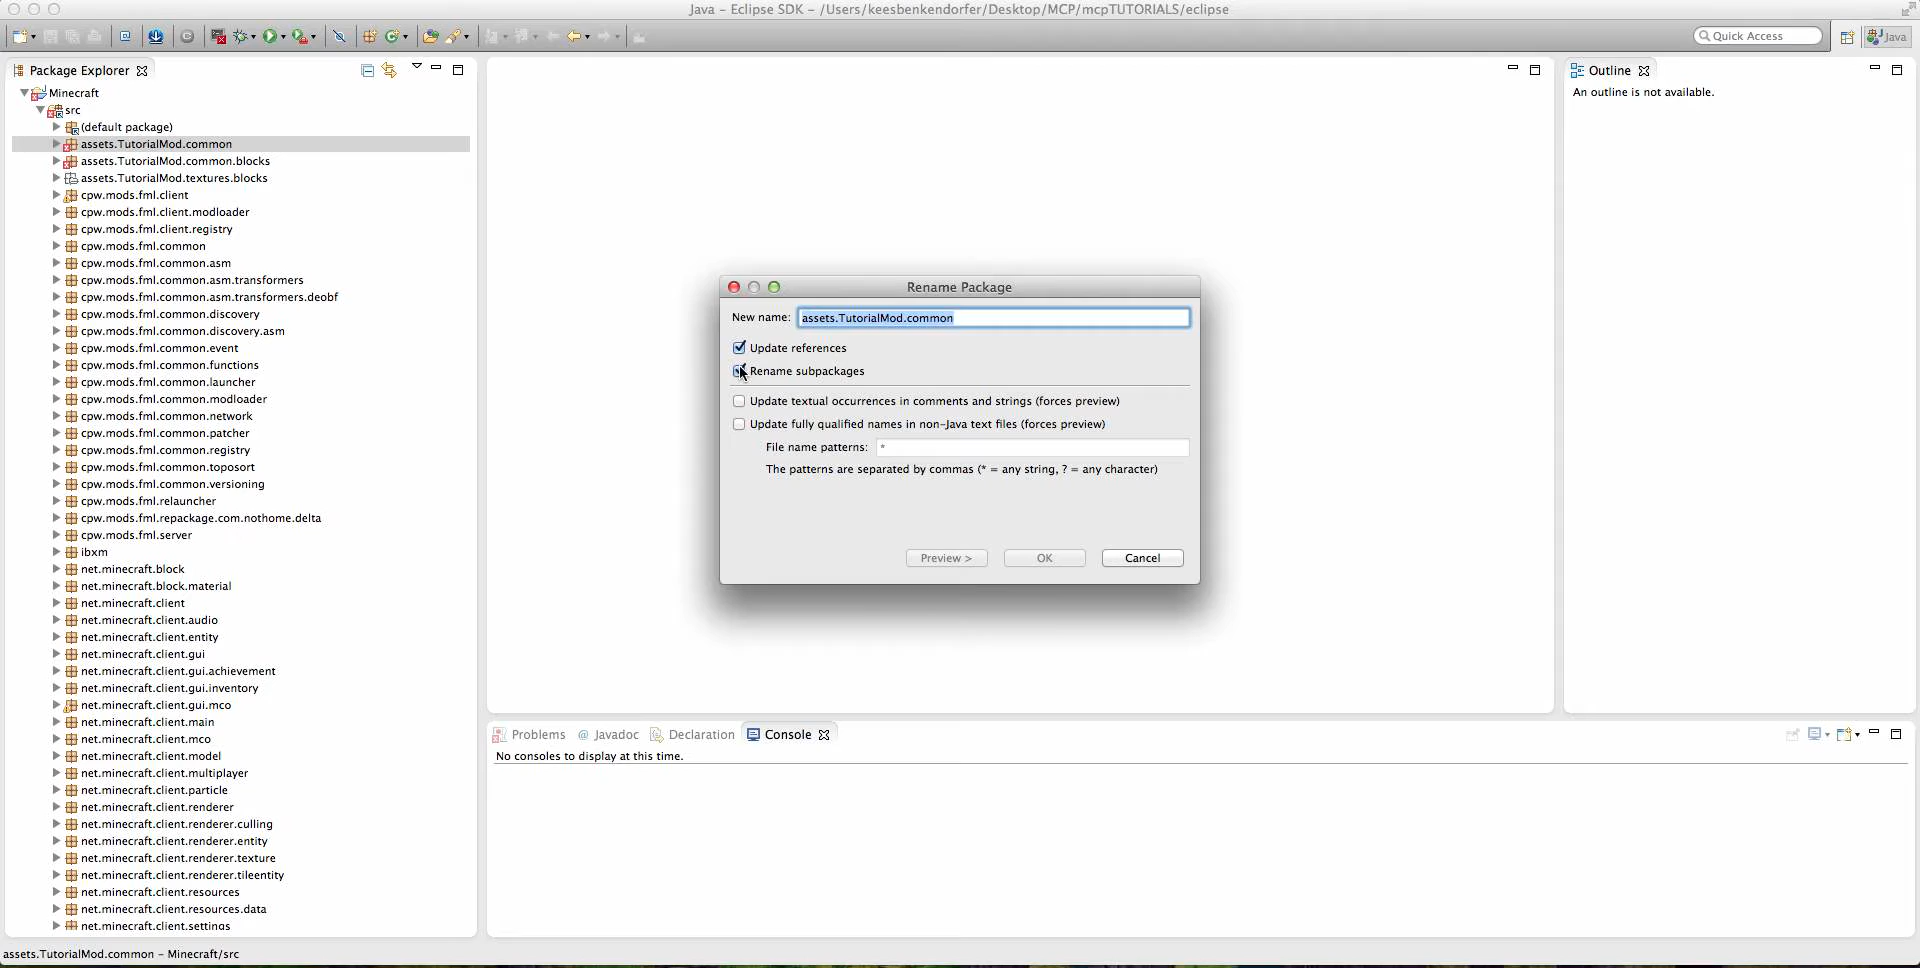 Java – Eclipse SDK – /Users/keesbenkendorfer/Desktop/MCP/mcpTUTORIALS/eclipse
Quick Access
Java
Package Explorer
Minecraft
src
(default package)
assets.TutorialMod.common
assets.TutorialMod.common.blocks
assets.TutorialMod.textures.blocks
cpw.mods.fml.client
cpw.mods.fml.client.modloader
cpw.mods.fml.client.registry
cpw.mods.fml.common
cpw.mods.fml.common.asm
cpw.mods.fml.common.asm.transformers
cpw.mods.fml.common.asm.transformers.deobf
cpw.mods.fml.common.discovery
cpw.mods.fml.common.discovery.asm
cpw.mods.fml.common.event
cpw.mods.fml.common.functions
cpw.mods.fml.common.launcher
cpw.mods.fml.common.modloader
cpw.mods.fml.common.network
cpw.mods.fml.common.patcher
cpw.mods.fml.common.registry
cpw.mods.fml.common.toposort
cpw.mods.fml.common.versioning
cpw.mods.fml.relauncher
cpw.mods.fml.repackage.com.nothome.delta
cpw.mods.fml.server
ibxm
net.minecraft.block
net.minecraft.block.material
net.minecraft.client
net.minecraft.client.audio
net.minecraft.client.entity
net.minecraft.client.gui
net.minecraft.client.gui.achievement
net.minecraft.client.gui.inventory
net.minecraft.client.gui.mco
net.minecraft.client.main
net.minecraft.client.mco
net.minecraft.client.model
net.minecraft.client.multiplayer
net.minecraft.client.particle
net.minecraft.client.renderer
net.minecraft.client.renderer.culling
net.minecraft.client.renderer.entity
net.minecraft.client.renderer.texture
net.minecraft.client.renderer.tileentity
net.minecraft.client.resources
net.minecraft.client.resources.data
net.minecraft.client.settings
Rename Package
New name: assets.TutorialMod.common
Update references
Rename subpackages
Update textual occurrences in comments and strings (forces preview)
Update fully qualified names in non-Java text files (forces preview)
File name patterns: *
The patterns are separated by commas (* = any string, ? = any character)
Preview > OK Cancel
Outline
An outline is not available.
Problems @ Javadoc Declaration Console
No consoles to display at this time.
assets.TutorialMod.common – Minecraft/src